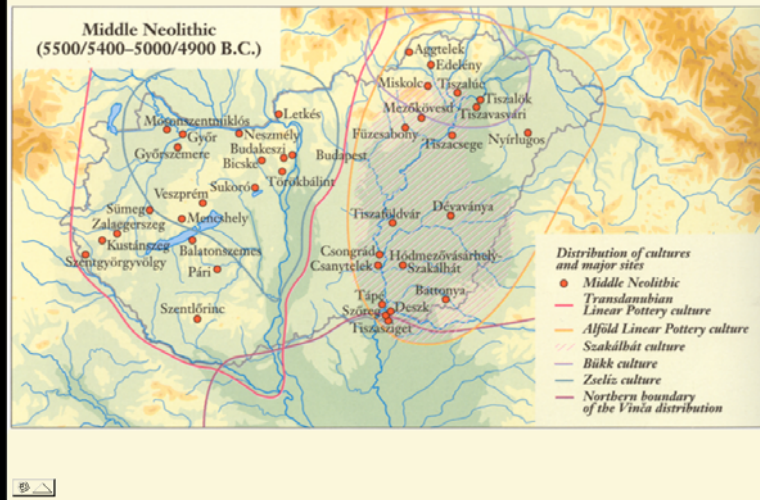 Middle Neolithic
(5500/5400–5000/4900 B.C.)
Aggtelek
Edelény
Miskolc
Tiszalúc
Tiszalök
Mezőkövesd
Tiszavasvári
Füzesabony
Tiszacsege
Nyírlugos
Letkés
Mosonszentmiklós
Győr
Neszmély
Győrszemere
Budakeszi
Budapest
Bicske
Törökbálint
Sukoró
Veszprém
Sümeg
Mencshely
Zalaegerszeg
Kustánszeg
Balatonszemes
Szentgyörgyvölgy
Pári
Szentlőrinc
Tiszaföldvár
Dévaványa
Csongrád
Hódmezővásárhely-
Szakálhát
Csanytelek
Battonya
Tápé
Deszk
Szőreg
Tiszasziget
Distribution of cultures
and major sites
Middle Neolithic
Transdanubian
Linear Pottery culture
Alföld Linear Pottery culture
Szakálhát culture
Bükk culture
Zselíz culture
Northern boundary
of the Vinča distribution